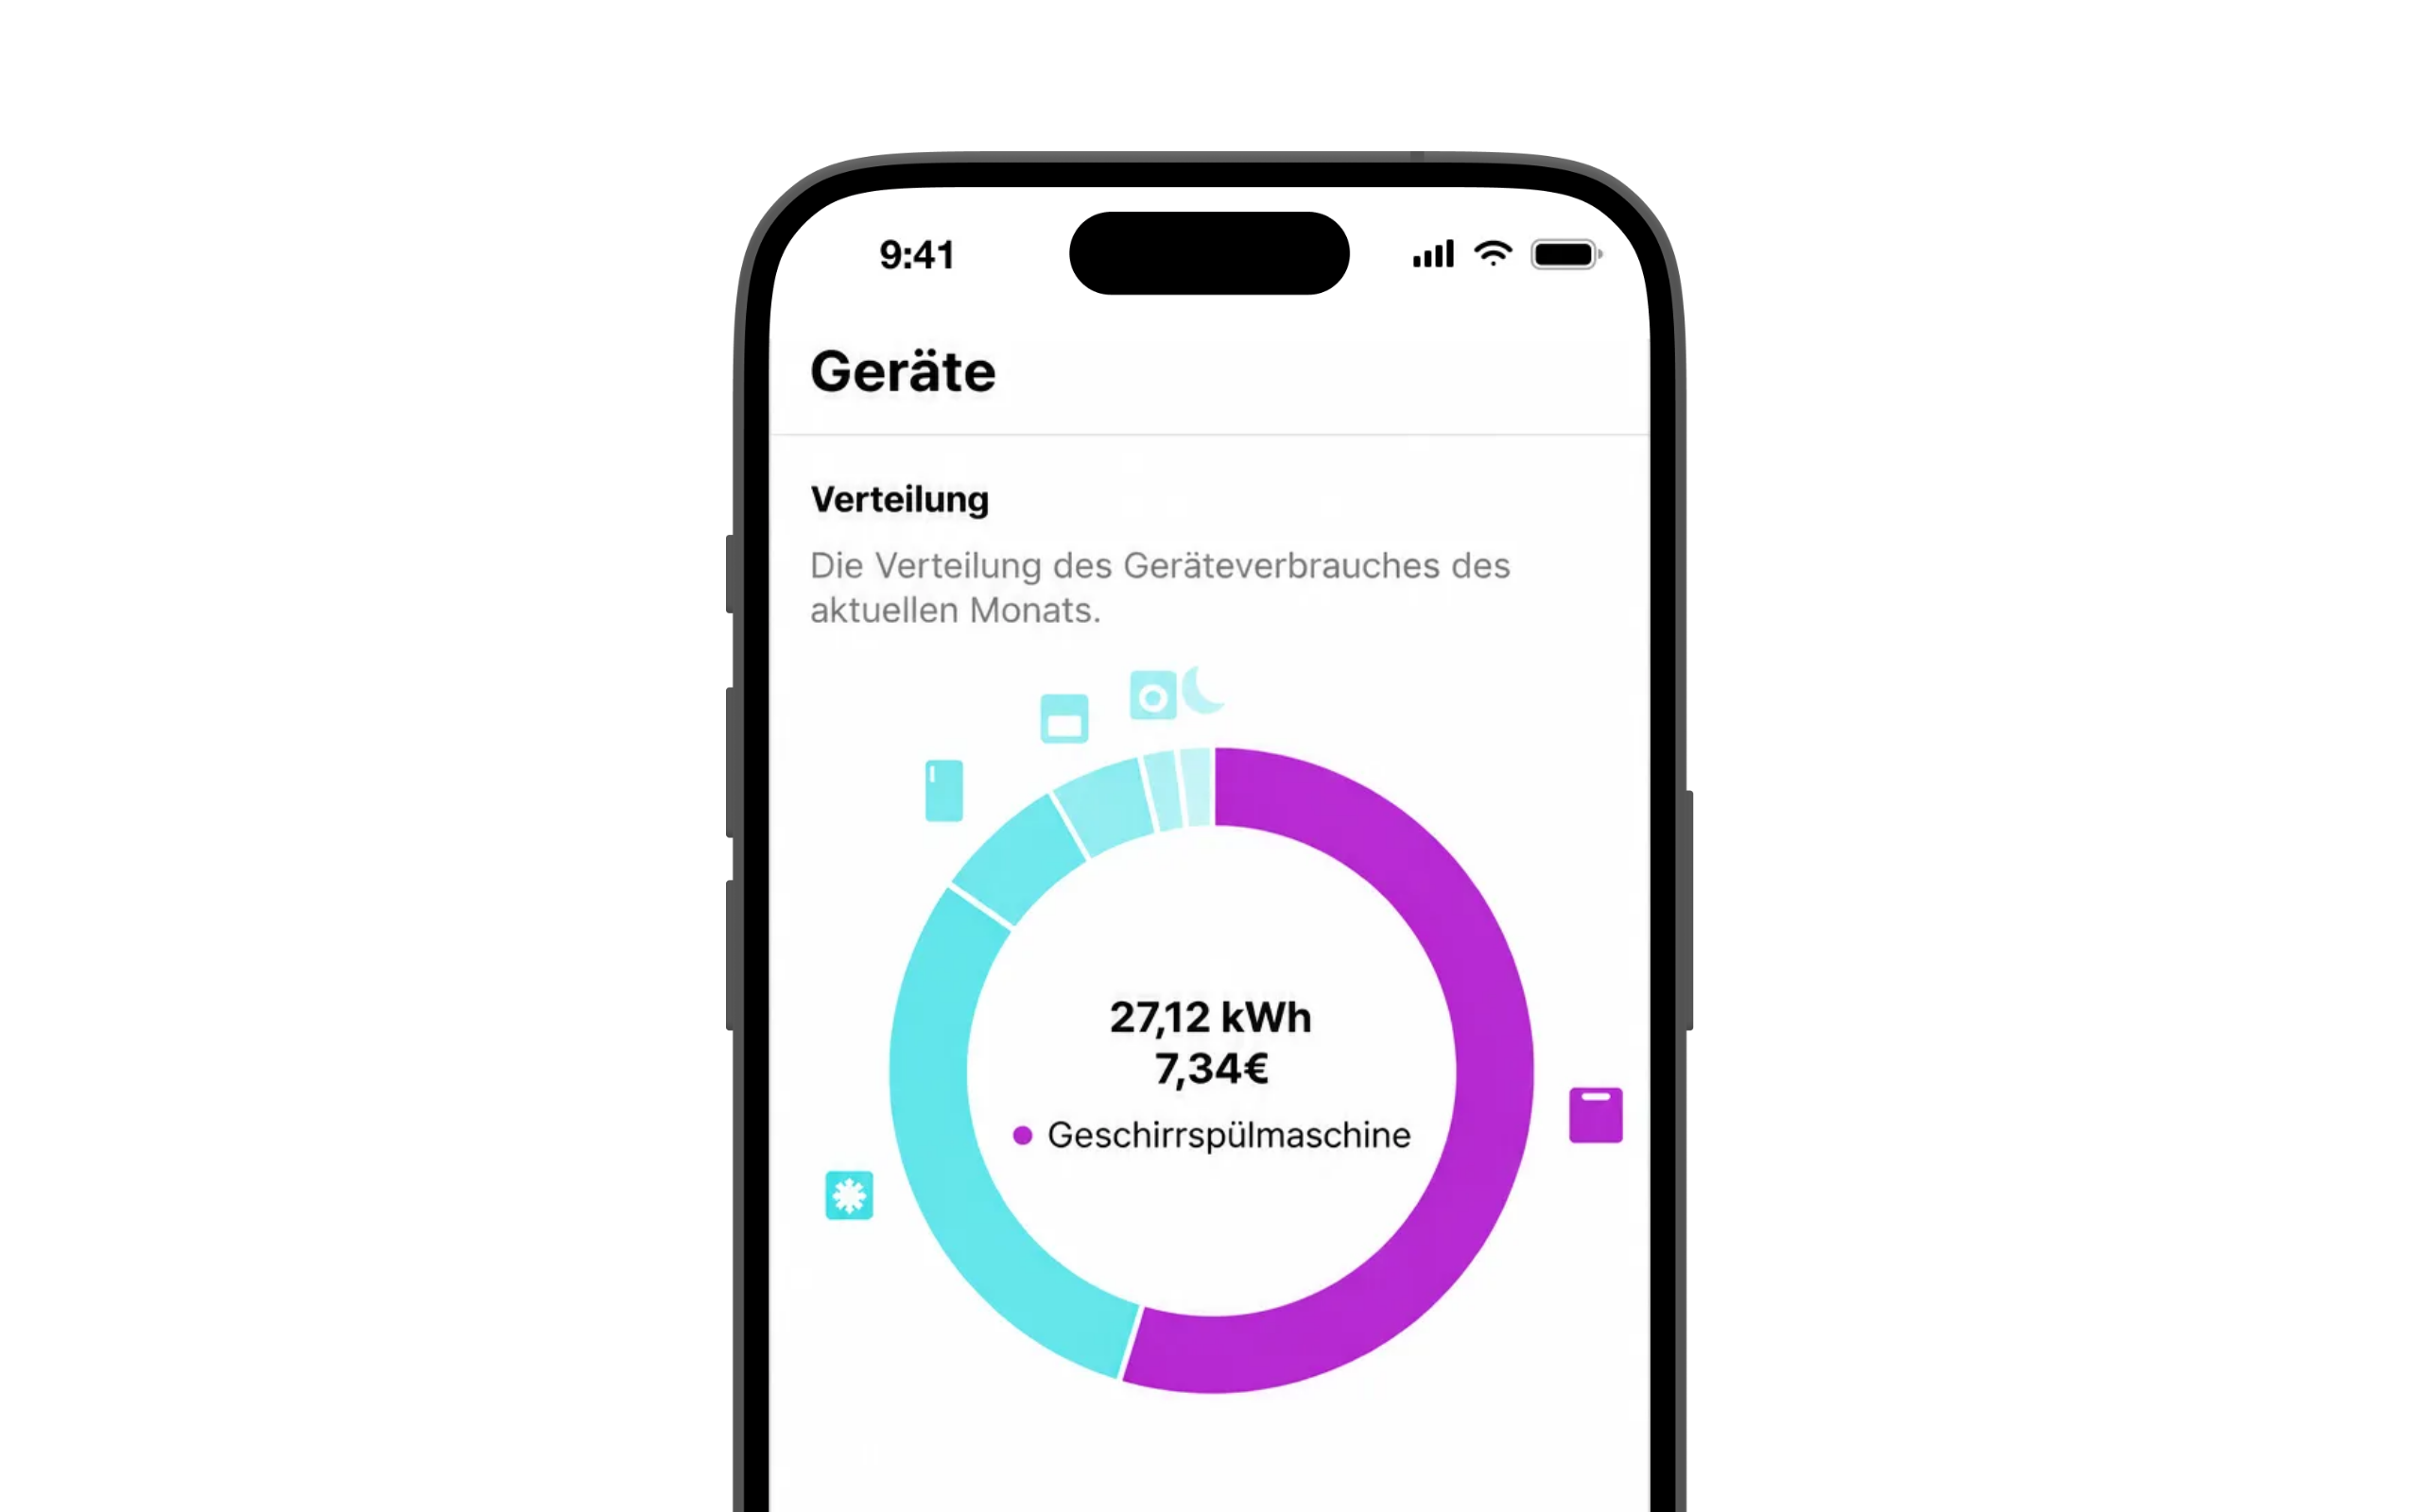 9:41
Geräte
Verteilung
Die Verteilung des Geräteverbrauches des
aktuellen Monats.
27,12 kWh
7,34€
Geschirrspülmaschine